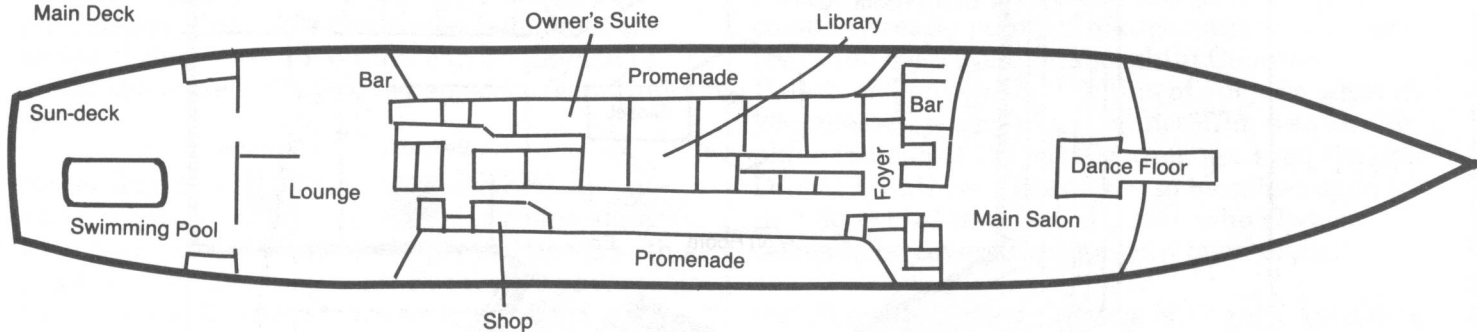 Main Deck
Owner's Suite
Library
Bar
Promenade
Sun-deck
Bar
Dance Floor
Lounge
Foyer
Swimming Pool
Main Salon
Promenade
Shop